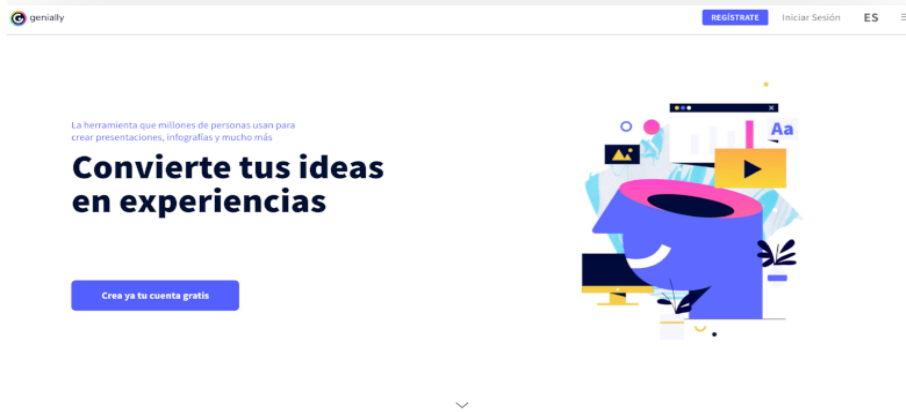 genially
REGÍSTRATE
Iniciar Sesión
ES
La herramienta que millones de personas usan para
crear presentaciones, infografías y mucho más
Convierte tus ideas
en experiencias
Aa
Crea ya tu cuenta gratis